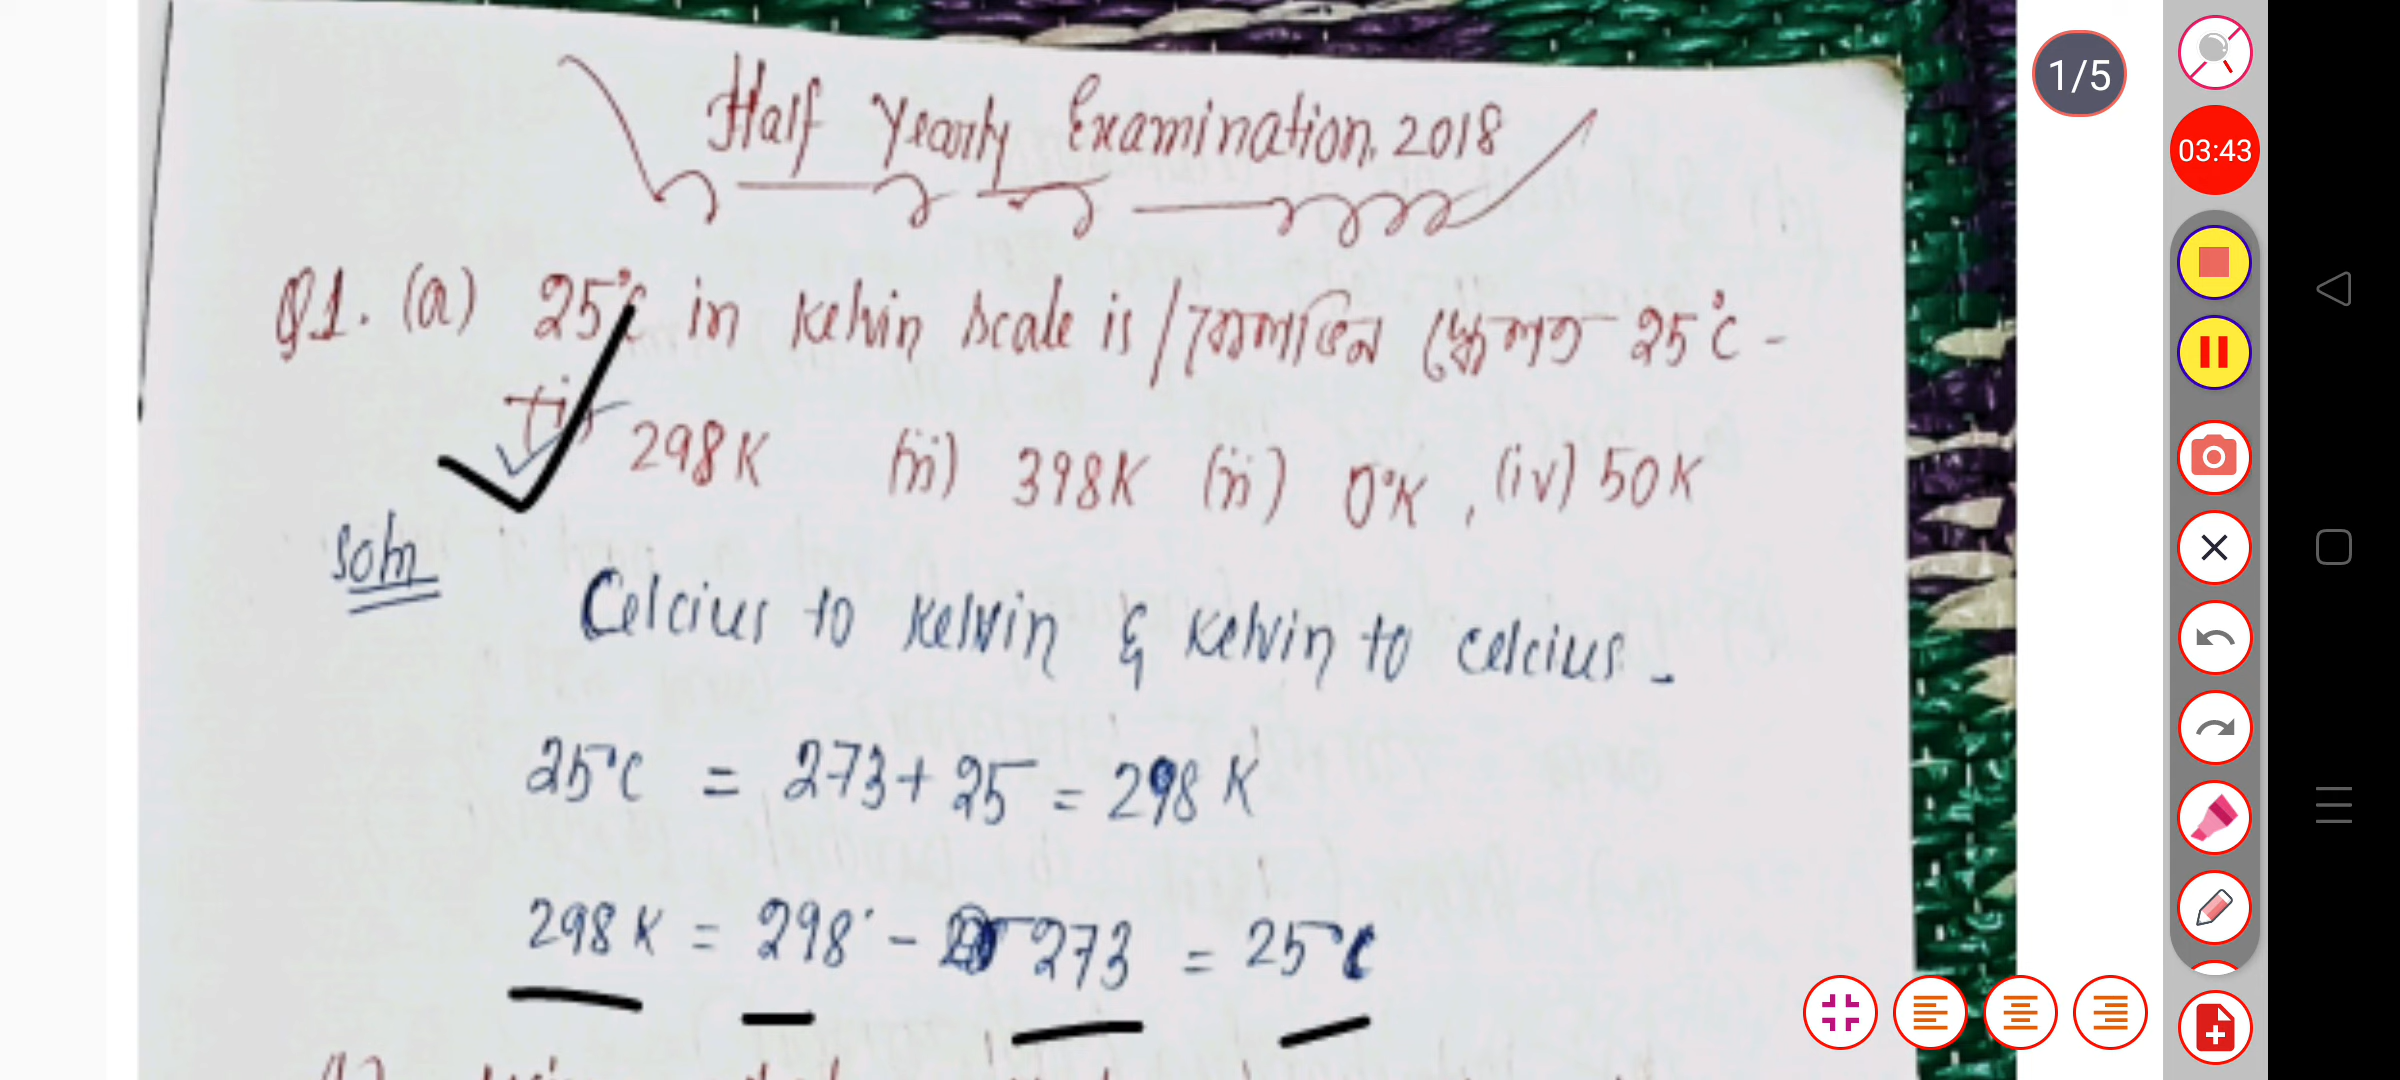 Half Yearly Examination, 2018
1/5
03:43
Q1. (a) 25°C in Kelvin scale is / কেলভিন স্কেলত 25°C -
(i) 298K (ii) 398K (iii) 0°K, (iv) 50K
Soln
Celcius to Kelvin & Kelvin to celcius -
25°C = 273 + 25 = 298 K
298 K = 298 - 273 = 25°C